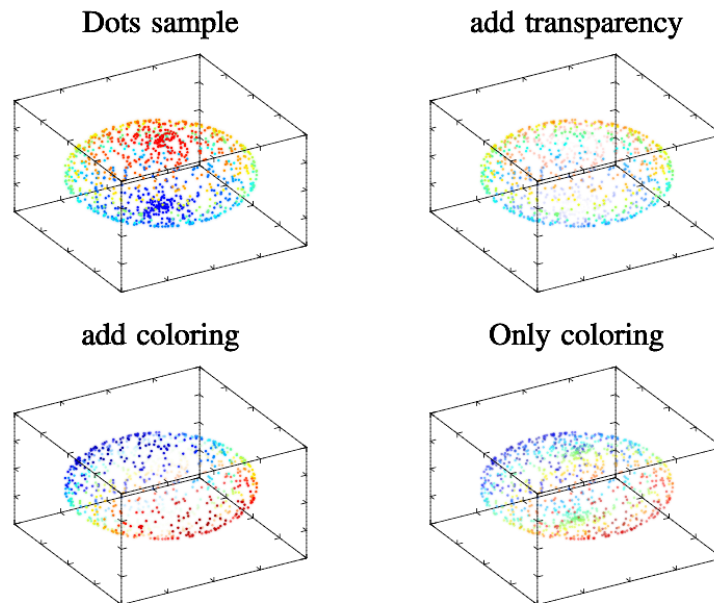 Dots sample
add transparency
add coloring
Only coloring